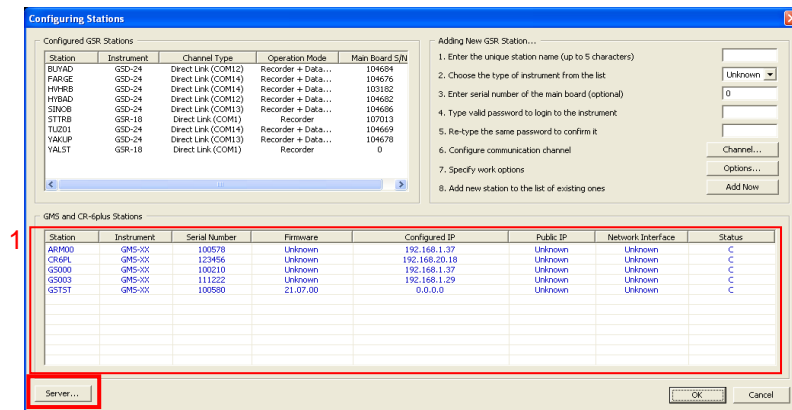 Configuring Stations
Configured GSR Stations
Station Instrument Channel Type Operation Mode Main Board S/N
BUYAD GSD-24 Direct Link (COM12) Recorder + Data... 104684
FARGE GSD-24 Direct Link (COM14) Recorder + Data... 104676
HVHRB GSD-24 Direct Link (COM13) Recorder + Data... 103182
HYBAD GSD-24 Direct Link (COM12) Recorder + Data... 104682
SINOB GSD-24 Direct Link (COM13) Recorder + Data... 104686
STTRB GSR-18 Direct Link (COM1) Recorder 107013
TUZ01 GSD-24 Direct Link (COM14) Recorder + Data... 104669
YAKUP GSD-24 Direct Link (COM13) Recorder + Data... 104678
YALST GSR-18 Direct Link (COM1) Recorder 0
Adding New GSR Station...
1. Enter the unique station name (up to 5 characters)
2. Choose the type of instrument from the list Unknown
3. Enter serial number of the main board (optional) 0
4. Type valid password to login to the instrument
5. Re-type the same password to confirm it
6. Configure communication channel Channel...
7. Specify work options Options...
8. Add new station to the list of existing ones Add Now
GMS and CR-6plus Stations
1
Station Instrument Serial Number Firmware Configured IP Public IP Network Interface Status
ARM00 GMS-XX 100578 Unknown 192.168.1.37 Unknown Unknown C
CR6PL GMS-XX 123456 Unknown 192.168.20.18 Unknown Unknown C
GS000 GMS-XX 100210 Unknown 192.168.1.37 Unknown Unknown C
GS003 GMS-XX 111222 Unknown 192.168.1.29 Unknown Unknown C
GSTST GMS-XX 100580 21.07.00 0.0.0.0 Unknown Unknown C
Server... OK Cancel